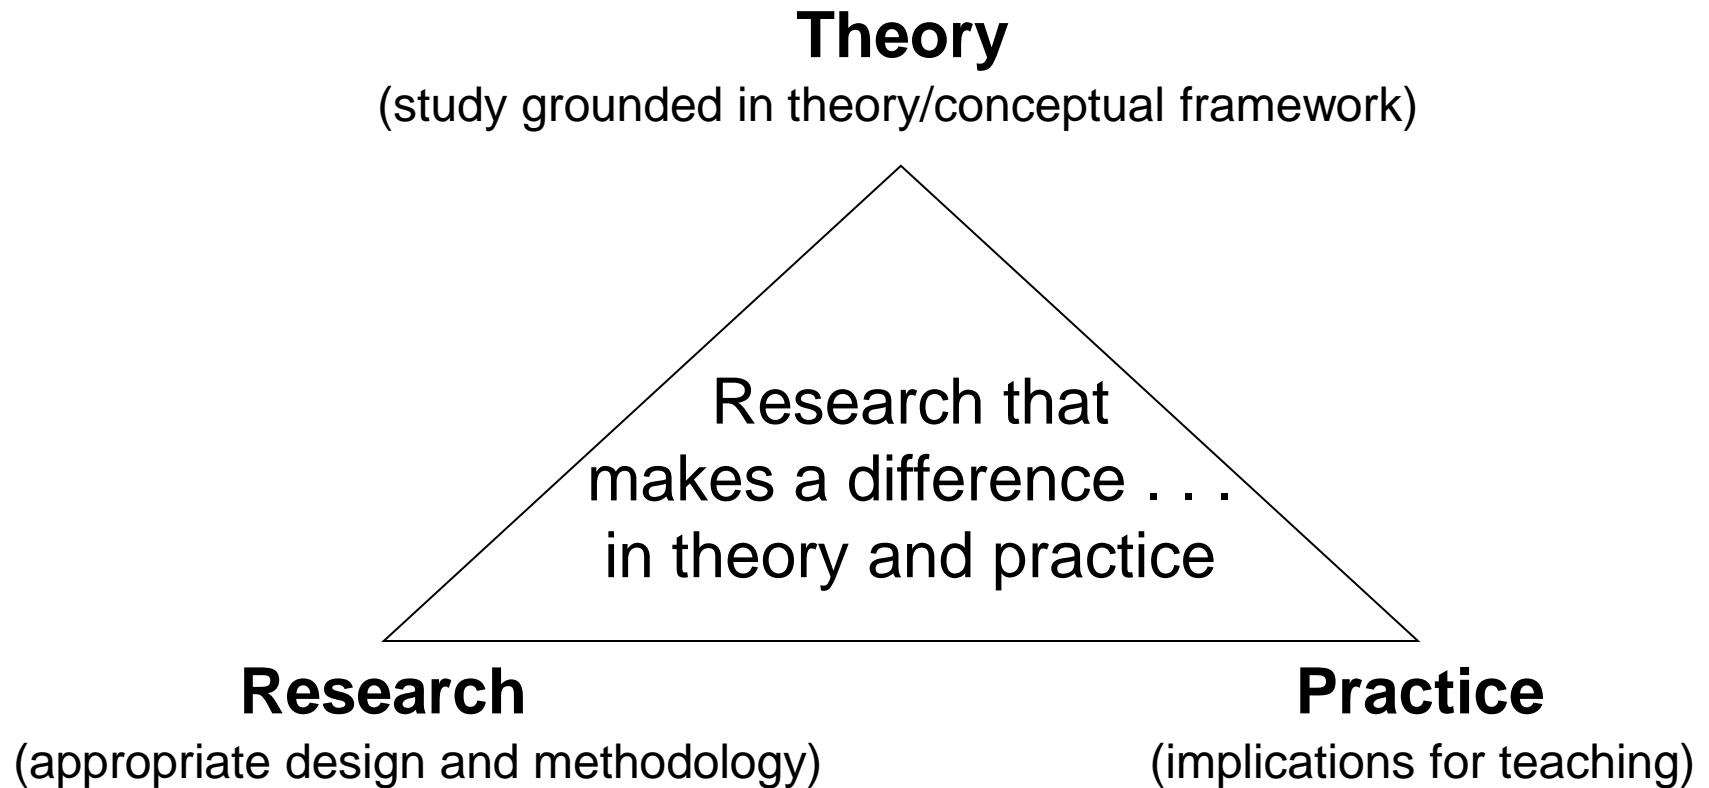 Theory
(study grounded in theory/conceptual framework)
Research that
makes a difference . . .
in theory and practice
Research
(appropriate design and methodology)
Practice
(implications for teaching)